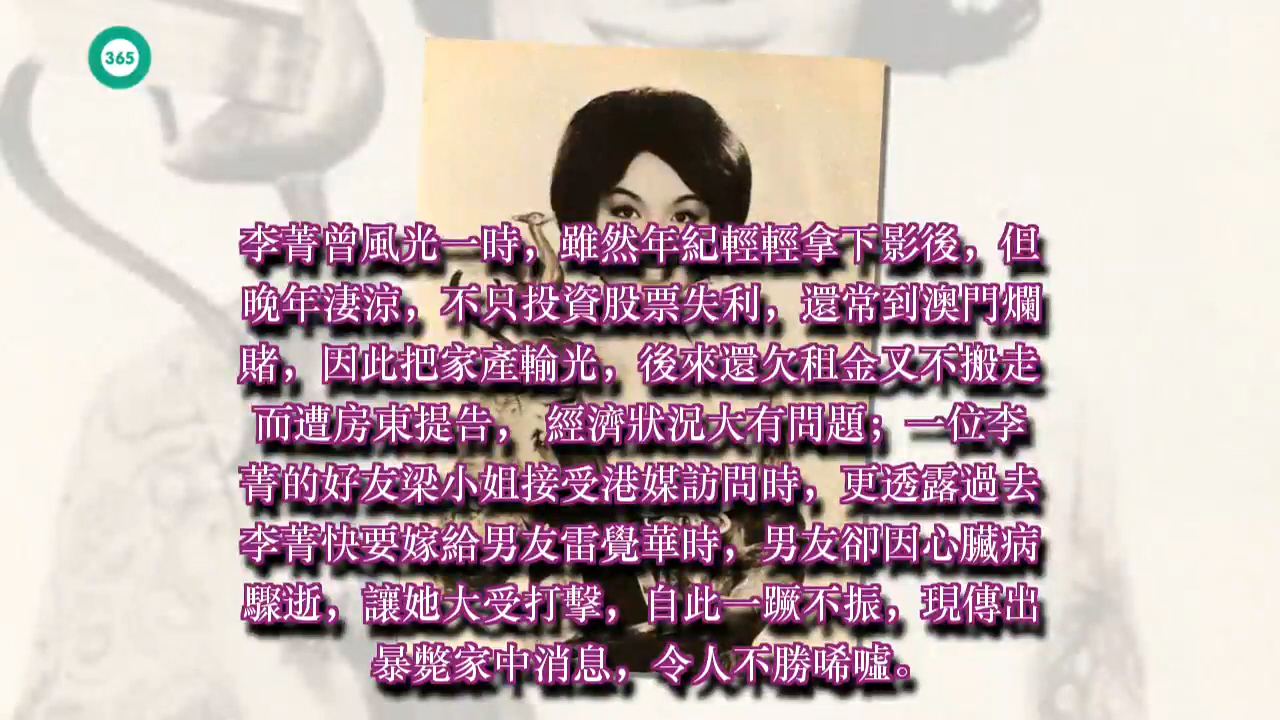 365
李菁曾風光一時，雖然年紀輕輕拿下影後，但
晚年淒涼，不只投資股票失利，還常到澳門爛
賭，因此把家產輸光，後來還欠租金又不搬走
而遭房東提告， 經濟狀況大有問題；一位李
菁的好友梁小姐接受港媒訪問時，更透露過去
李菁快要嫁給男友雷覺華時，男友卻因心臟病
驟逝，讓她大受打擊，自此一蹶不振，現傳出
暴斃家中消息，令人不勝唏噓。